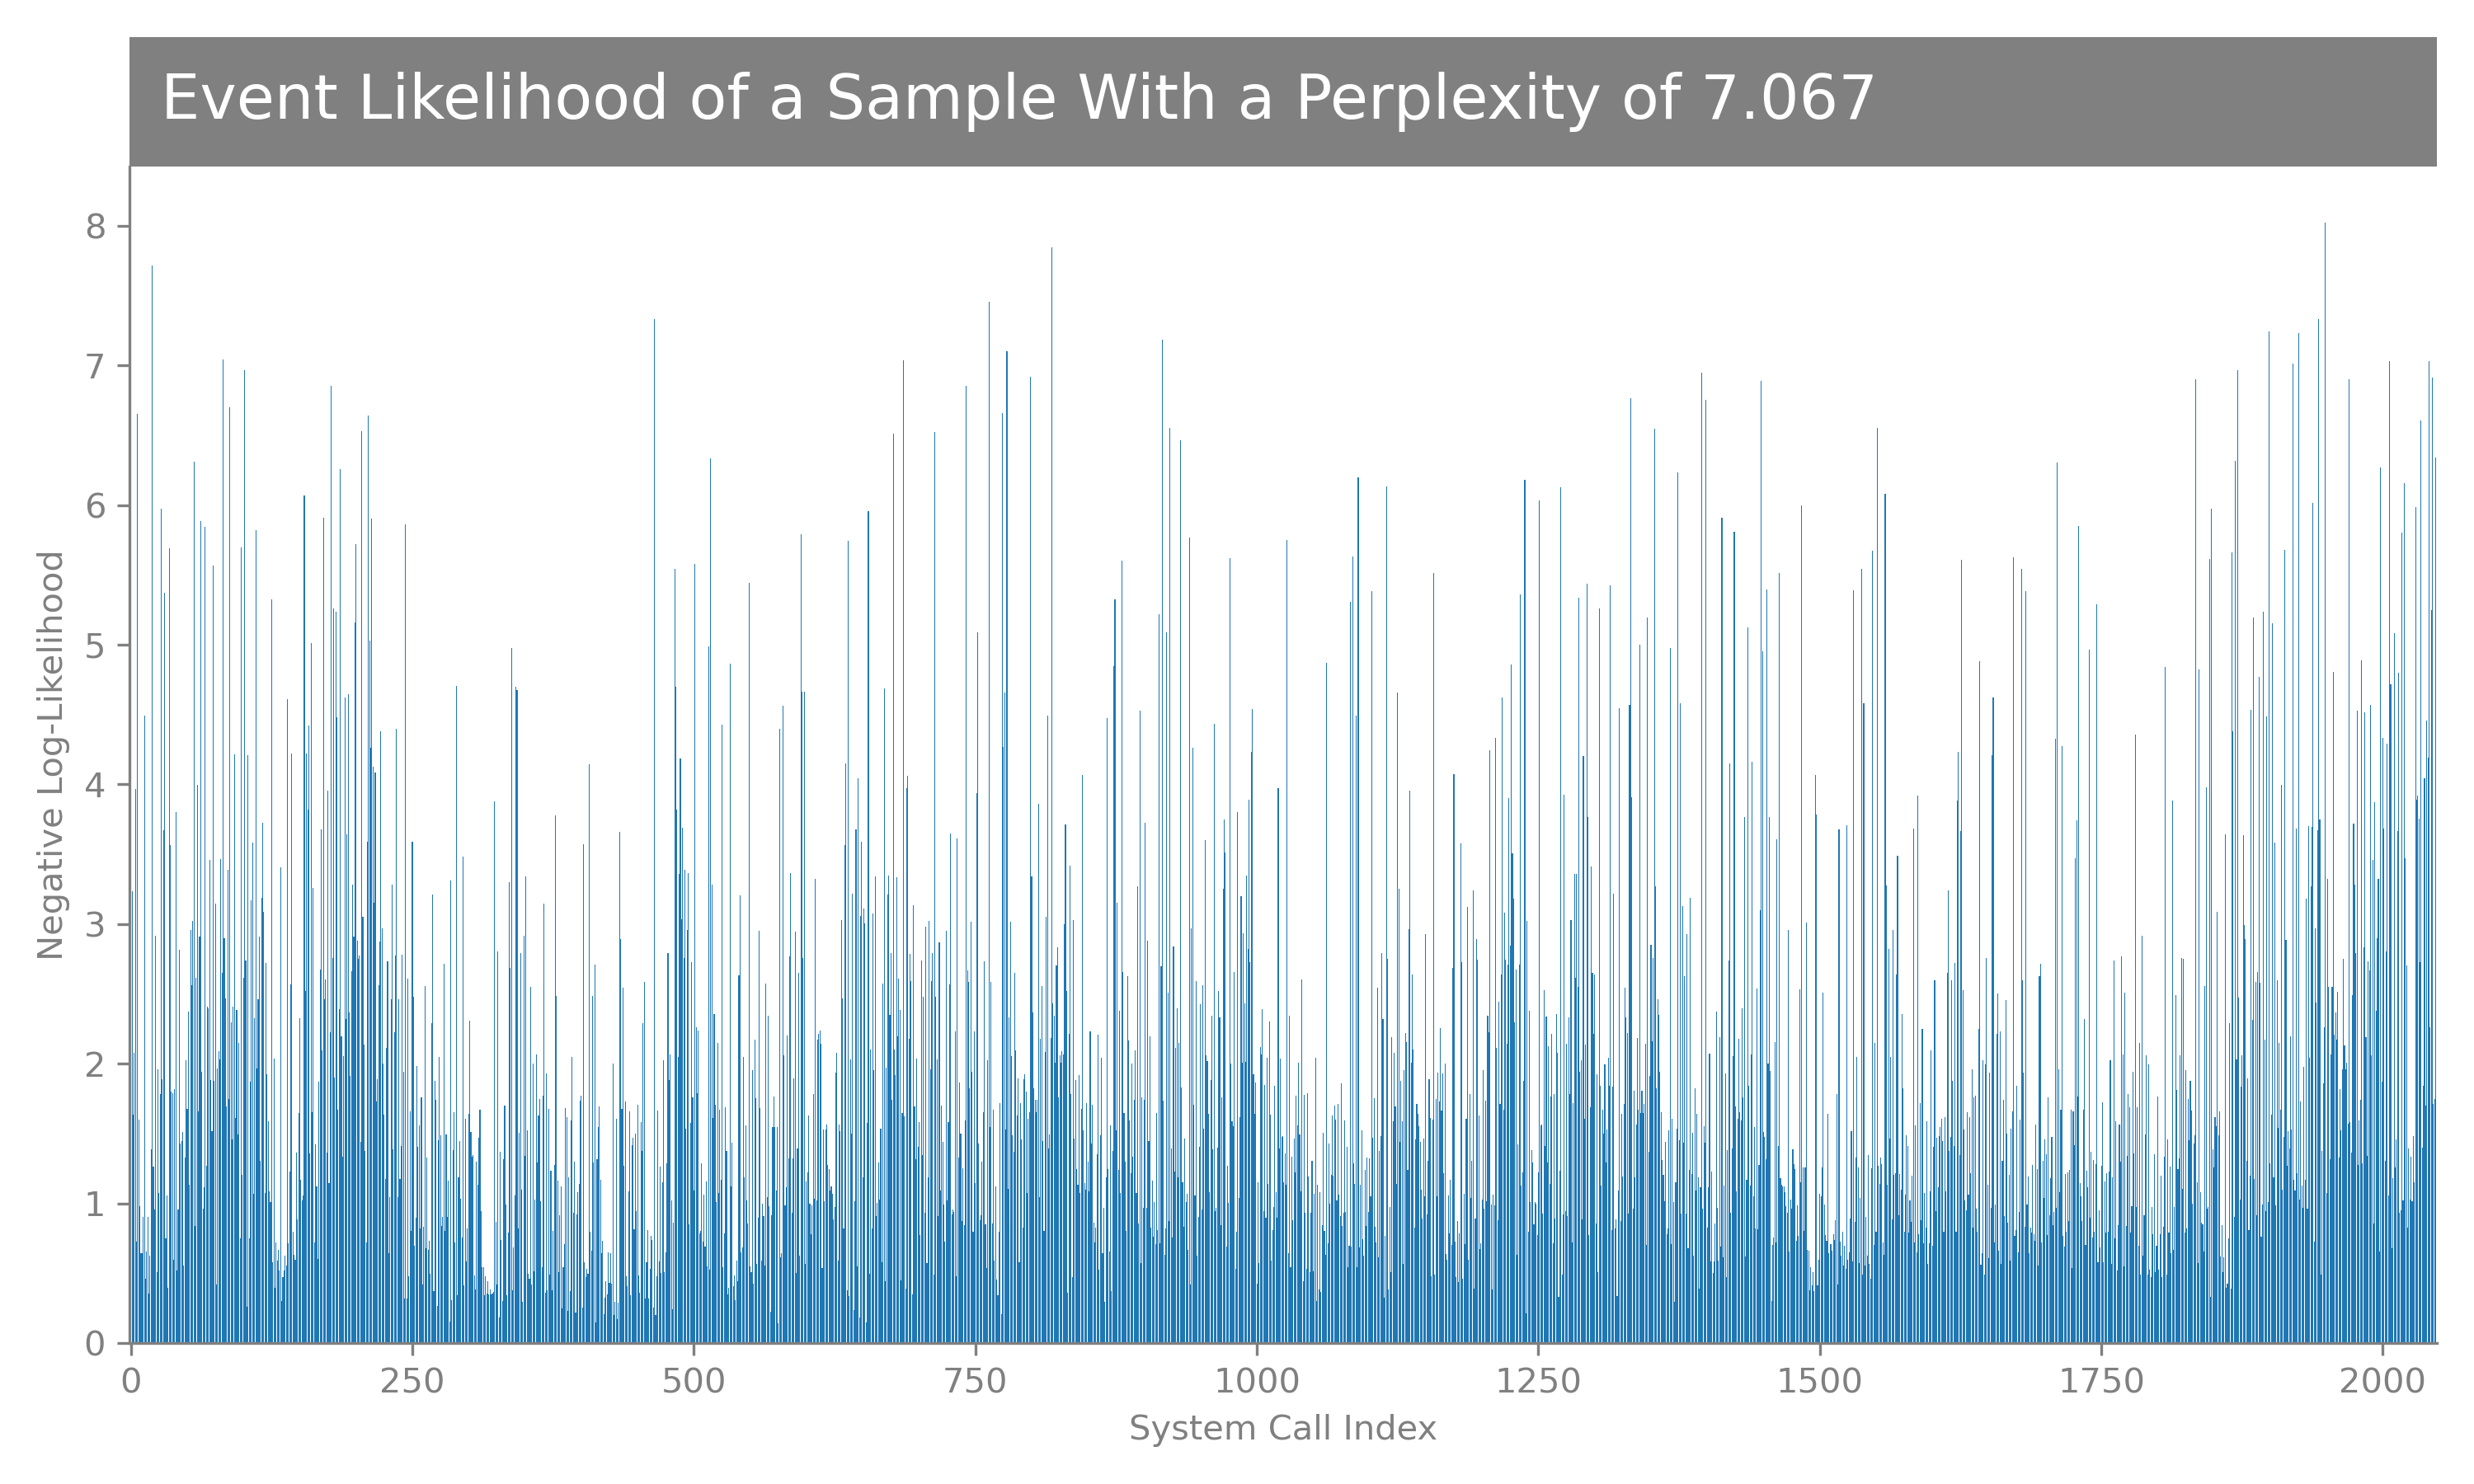 Event Likelihood of a Sample With a Perplexity of 7.067
8
7
6
5
4
3
2
1
0
Negative Log-Likelihood
0 250 500 750 1000 1250 1500 1750 2000
System Call Index